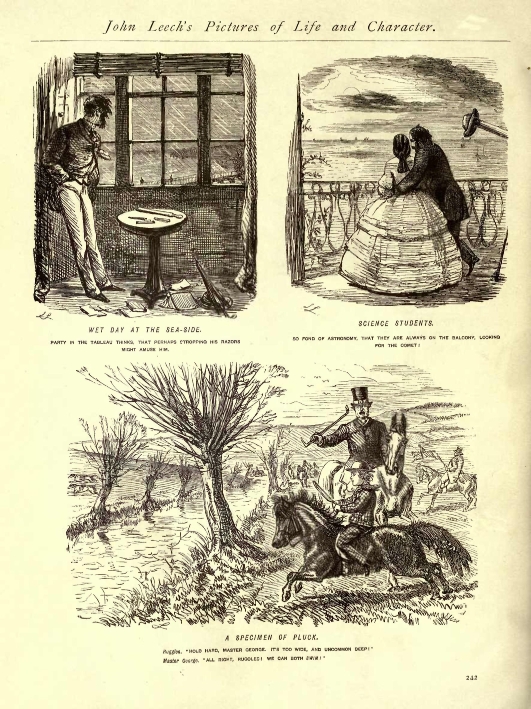 John Leech's Pictures of Life and Character.
WET DAY AT THE SEA-SIDE.
PARTY IN THE TABLEAU THINKS, THAT PERHAPS STROPPING HIS RAZORS
MIGHT AMUSE HIM.
SCIENCE STUDENTS.
SO FOND OF ASTRONOMY, THAT THEY ARE ALWAYS ON THE BALCONY, LOOKING
FOR THE COMET!
A SPECIMEN OF PLUCK.
Ruggles. "HOLD HARD, MASTER GEORGE. IT'S TOO WIDE, AND UNCOMMON DEEP!"
Master George. "ALL RIGHT, RUGGLES! WE CAN BOTH SWIM!"
242